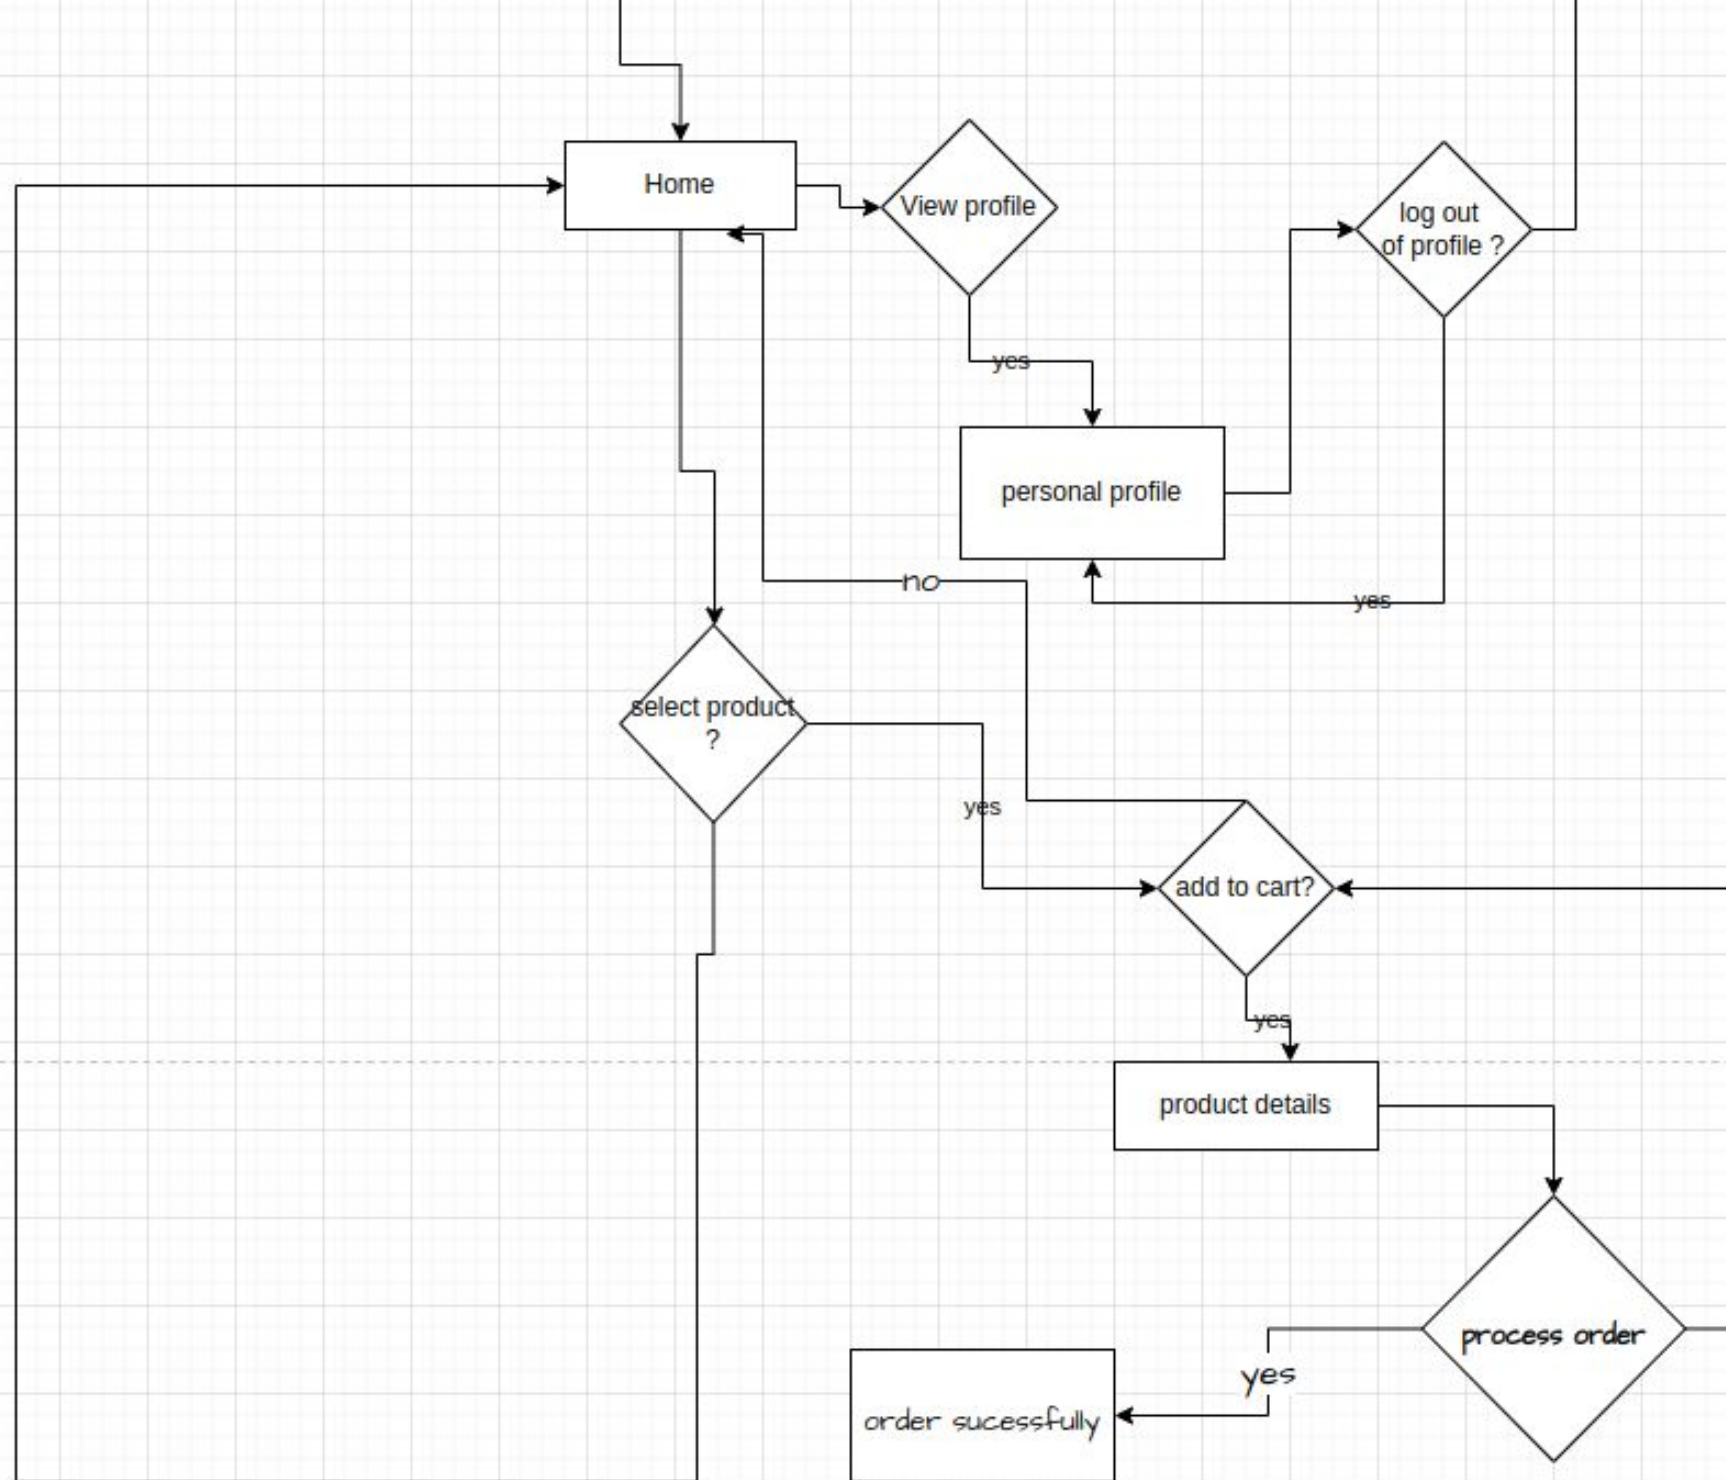 Home
View profile
log out
of profile ?
yes
personal profile
no
yes
select product
?
yes
add to cart?
yes
product details
process order
yes
order sucessfully